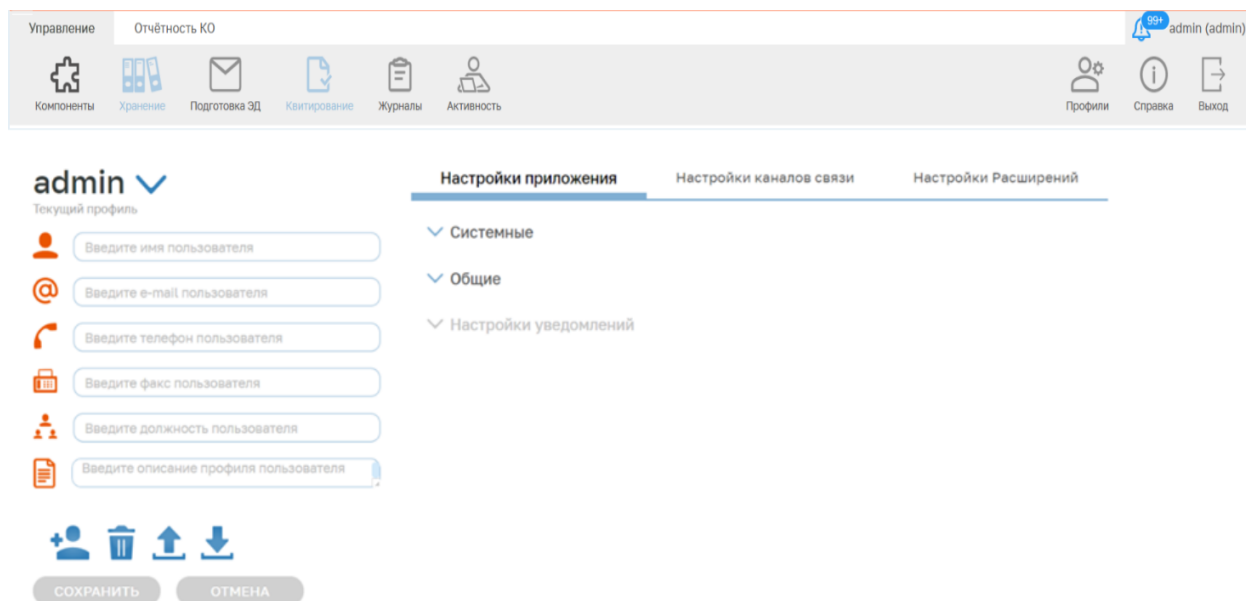 Управление Отчётность КО 99+ admin (admin)
Компоненты Хранение Подготовка ЭД Квитирование Журналы Активность Профили Справка Выход
admin
Текущий профиль
Введите имя пользователя
Введите e-mail пользователя
Введите телефон пользователя
Введите факс пользователя
Введите должность пользователя
Введите описание профиля пользователя
СОХРАНИТЬ ОТМЕНА
Настройки приложения Настройки каналов связи Настройки Расширений
Системные
Общие
Настройки уведомлений